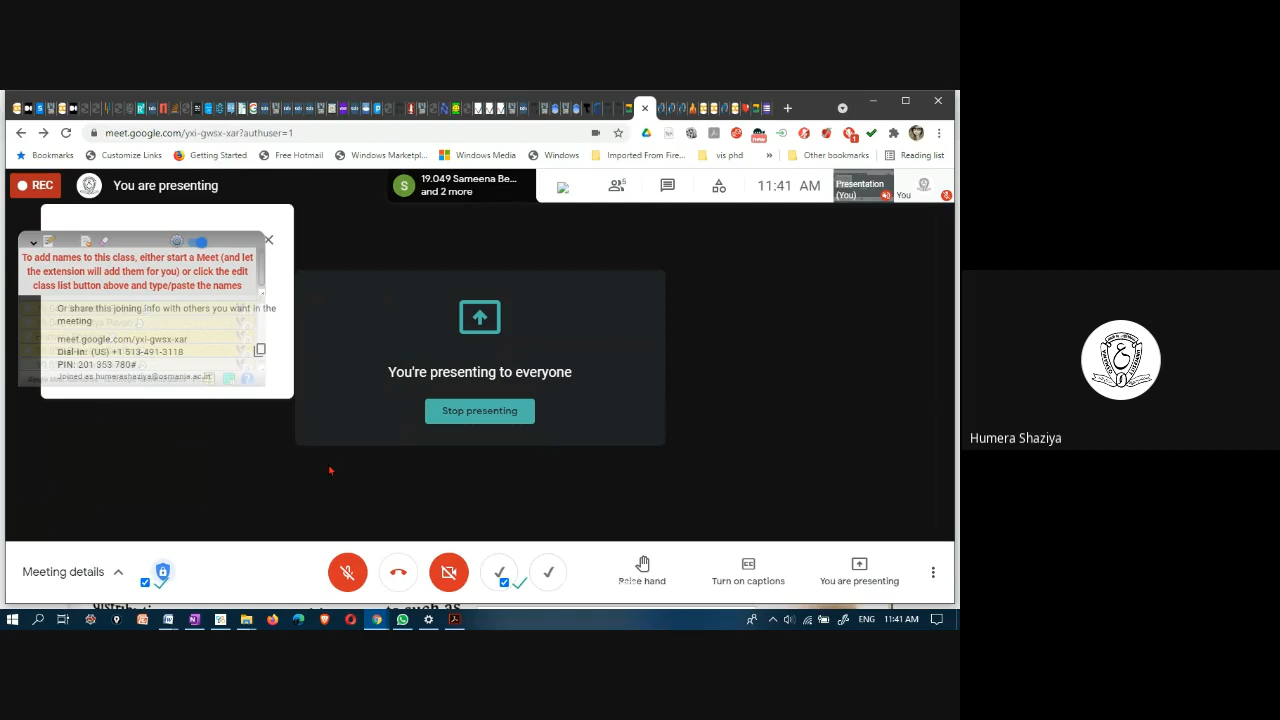 meet.google.com/yxi-gwsx-xar?authuser=1
new
1
Bookmarks
Customize Links
Getting Started
Free Hotmail
Windows Marketpl...
Windows Media
Windows
Imported From Fire...
vis phd
»
Other bookmarks
Reading list
REC
You are presenting
S
19.049 Sameena Be...
and 2 more
5
11:41 AM
Presentation
(You)
You
To add names to this class, either start a Meet (and let
the extension will add them for you) or click the edit
class list button above and type/paste the names
Or share this joining info with others you want in the
meeting
meet.google.com/yxi-gwsx-xar
Dial-in: (US) +1 513-491-3118
PIN: 201 353 780#
Joined as humerashaziya@osmania.ac.in
You're presenting to everyone
Stop presenting
Humera Shaziya
Meeting details
Raise hand
Turn on captions
You are presenting
ENG
11:41 AM